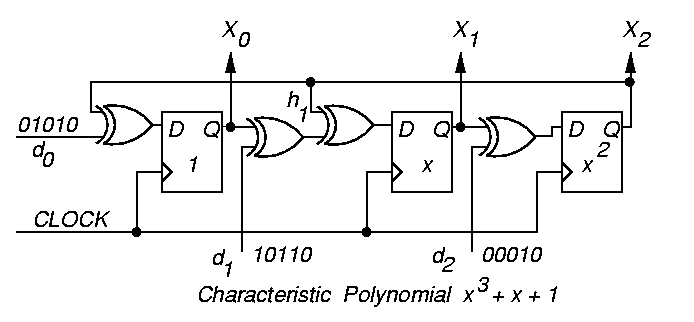 X0 X1 X2
h1
01010 D Q D Q D Q
d0 1 x x2
CLOCK
d1 10110 d2 00010
Characteristic Polynomial x3 + x + 1